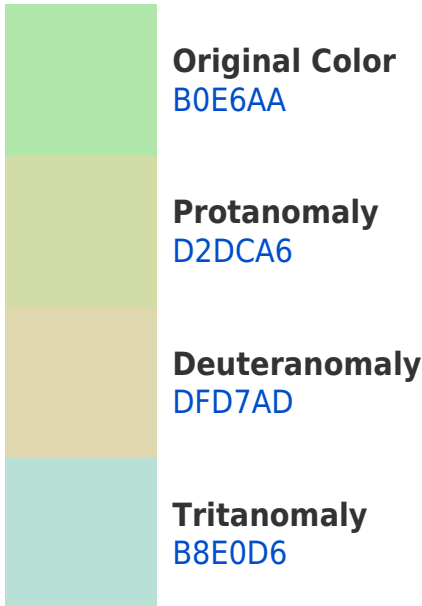 Original Color
B0E6AA
Protanomaly
D2DCA6
Deuteranomaly
DFD7AD
Tritanomaly
B8E0D6